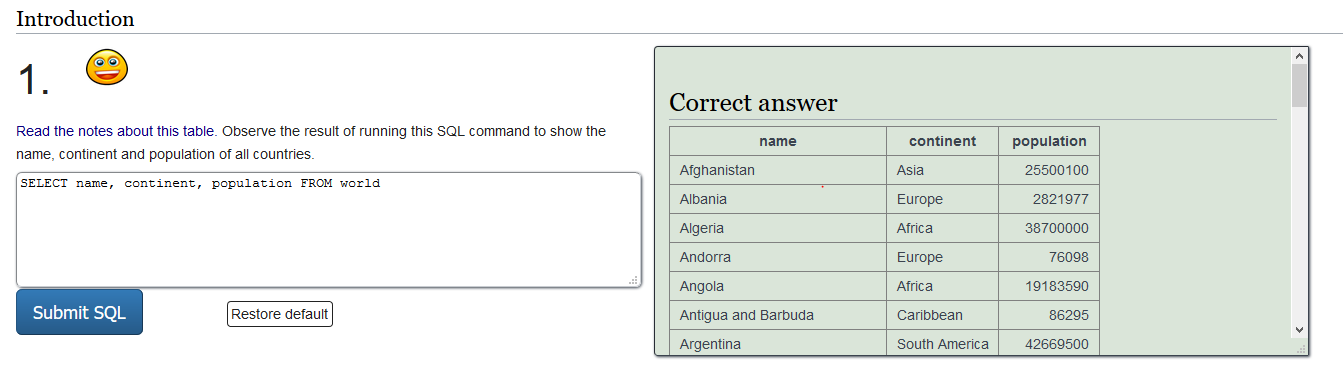 Introduction
1.
Read the notes about this table. Observe the result of running this SQL command to show the
name, continent and population of all countries.
SELECT name, continent, population FROM world
Submit SQL
Restore default
Correct answer
name continent population
Afghanistan Asia 25500100
Albania Europe 2821977
Algeria Africa 38700000
Andorra Europe 76098
Angola Africa 19183590
Antigua and Barbuda Caribbean 86295
Argentina South America 42669500